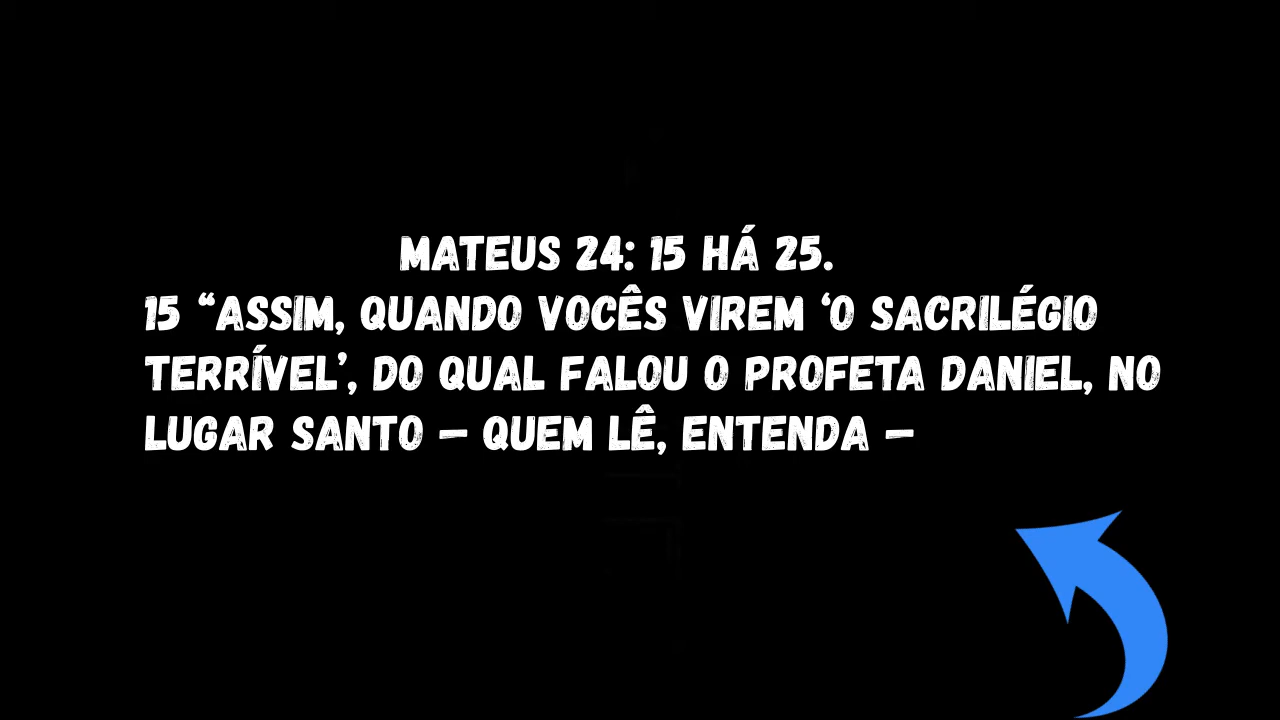 MATEUS 24: 15 HÁ 25.
15 “ASSIM, QUANDO VOCÊS VIREM ‘O SACRILÉGIO
TERRÍVEL’, DO QUAL FALOU O PROFETA DANIEL, NO
LUGAR SANTO — QUEM LÊ, ENTENDA —